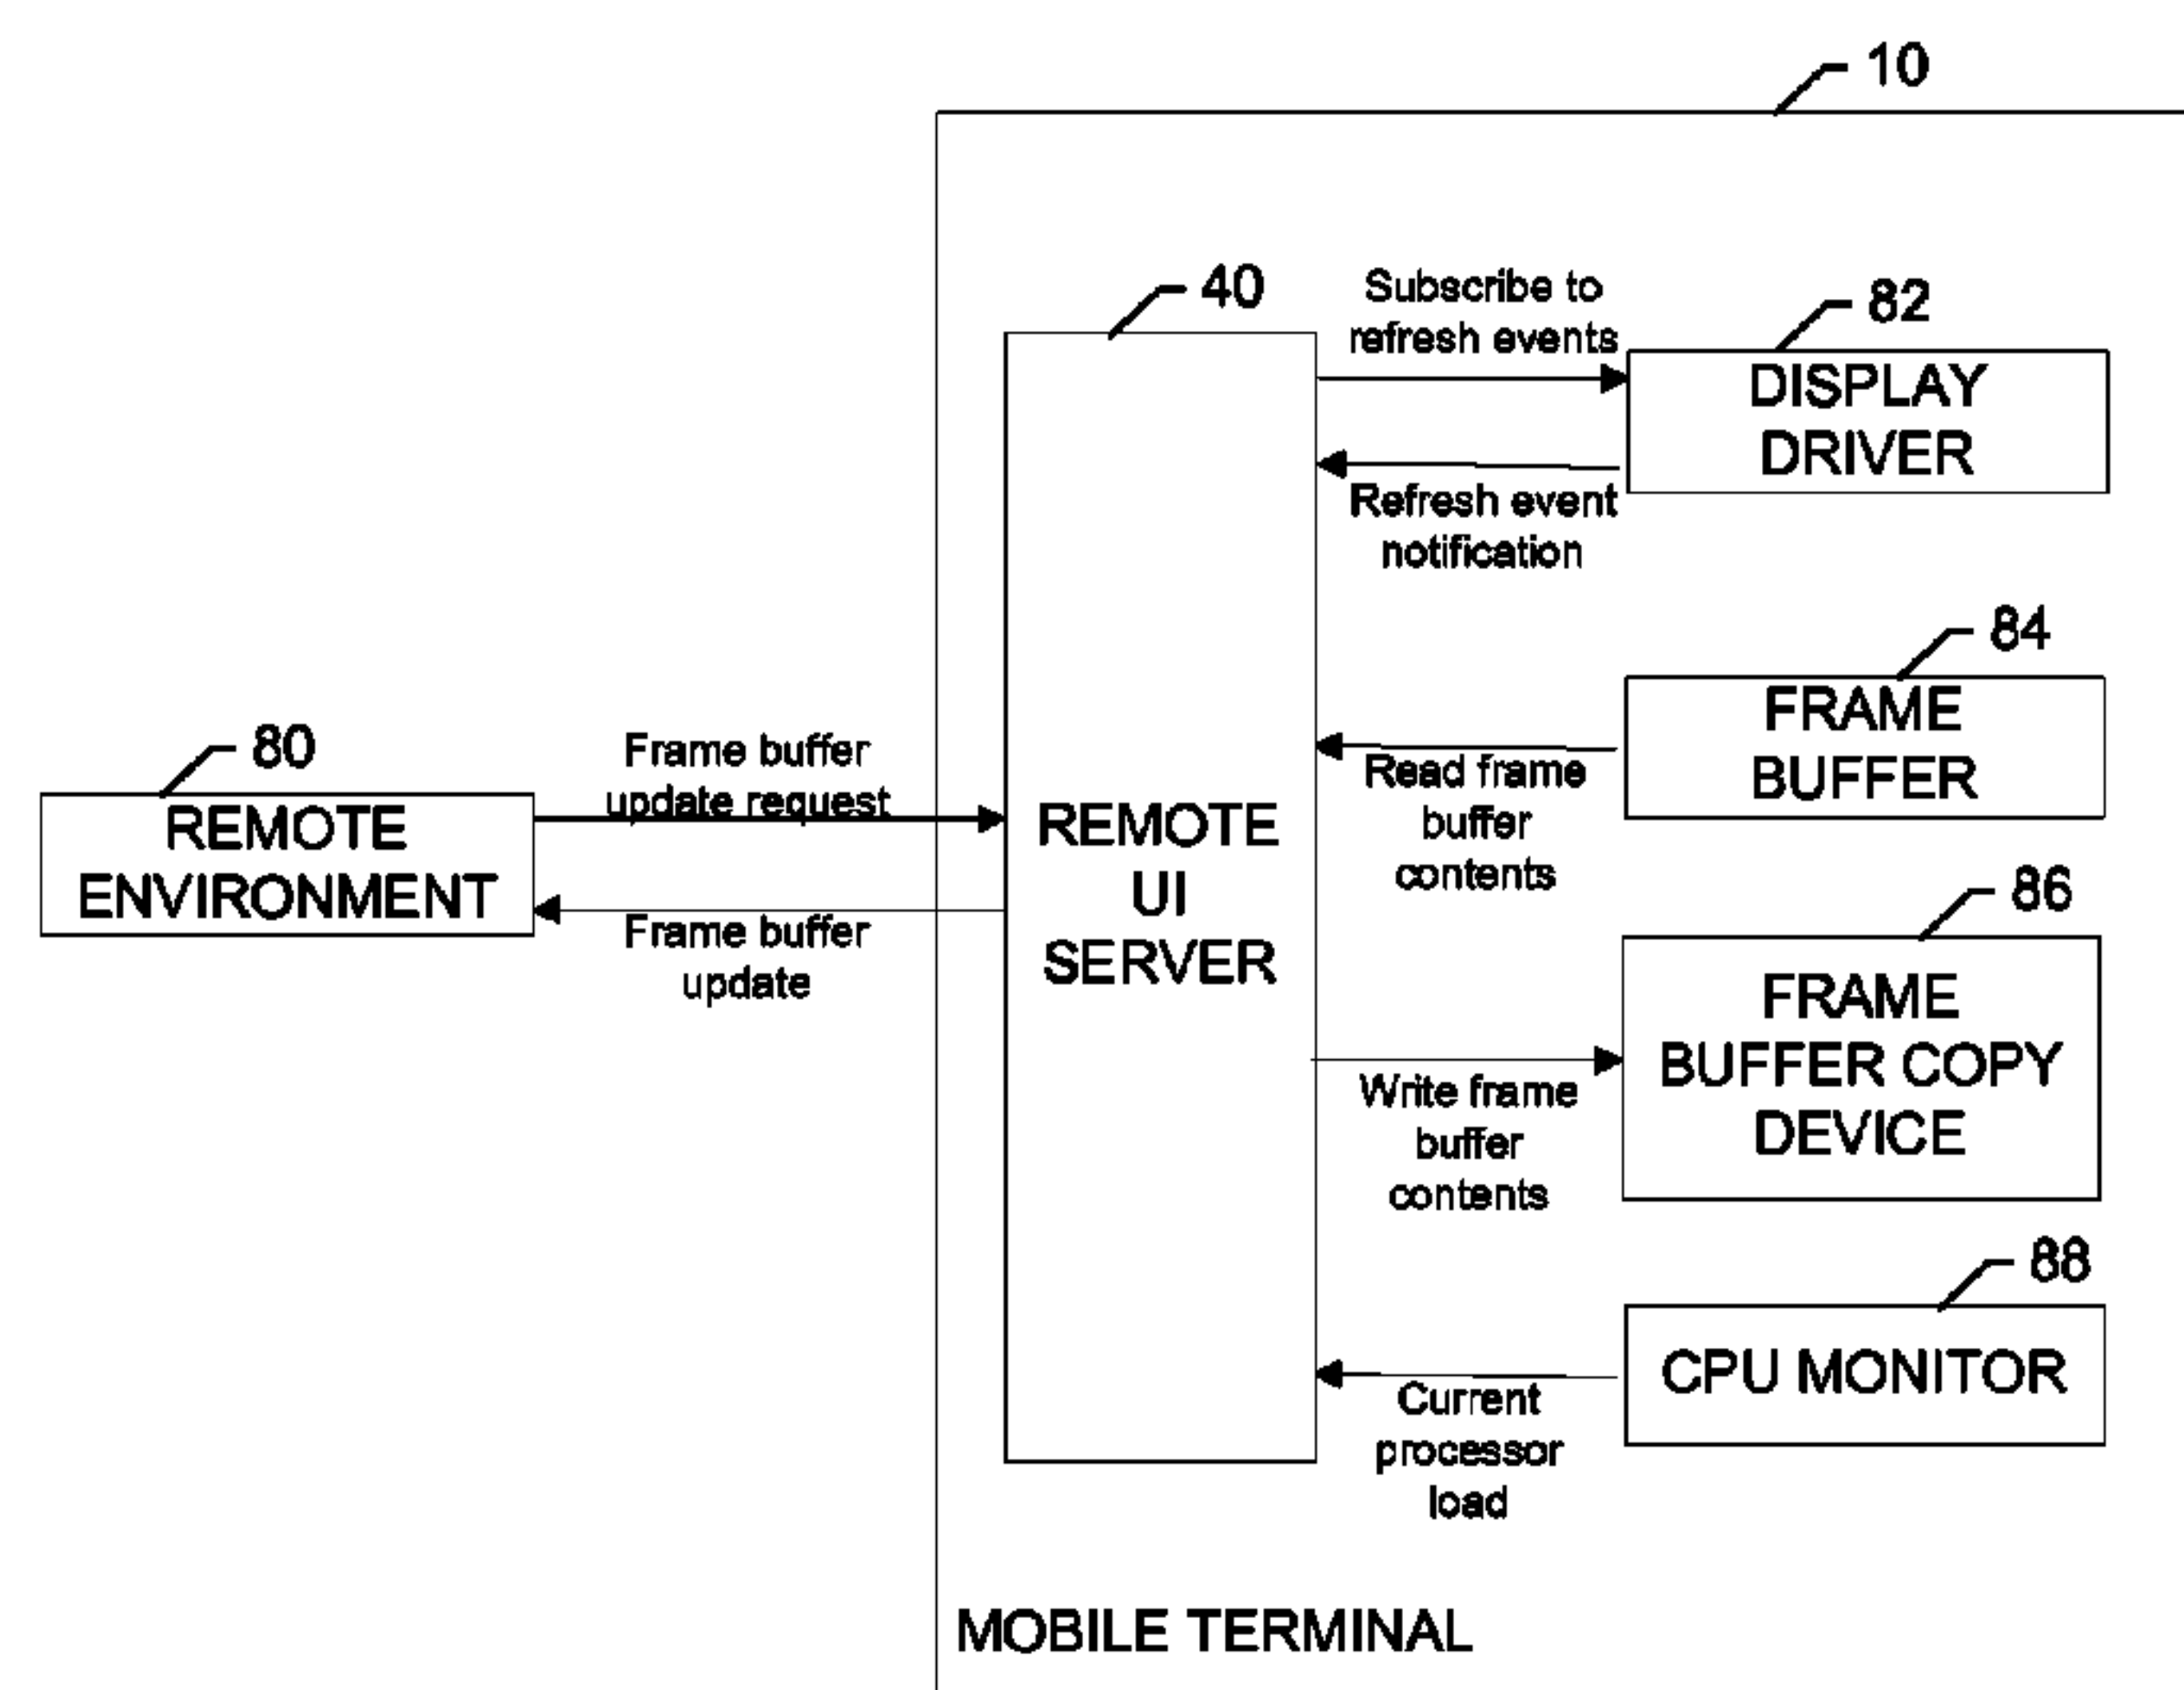 10
40
Subscribe to
refresh events
82
DISPLAY
DRIVER
Refresh event
notification
84
FRAME
BUFFER
Read frame
buffer
contents
80
REMOTE
ENVIRONMENT
Frame buffer
update request
Frame buffer
update
REMOTE
UI
SERVER
86
FRAME
BUFFER COPY
DEVICE
Write frame
buffer
contents
88
CPU MONITOR
Current
processor
load
MOBILE TERMINAL